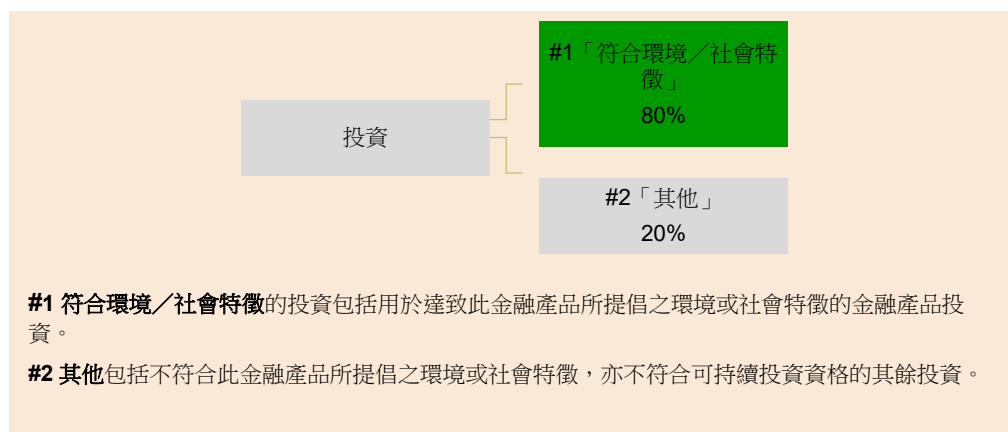 #1「符合環境／社會特
徵」
80%
投資
#2「其他」
20%
#1 符合環境／社會特徵的投資包括用於達致此金融產品所提倡之環境或社會特徵的金融產品投
資。
#2 其他包括不符合此金融產品所提倡之環境或社會特徵，亦不符合可持續投資資格的其餘投資。